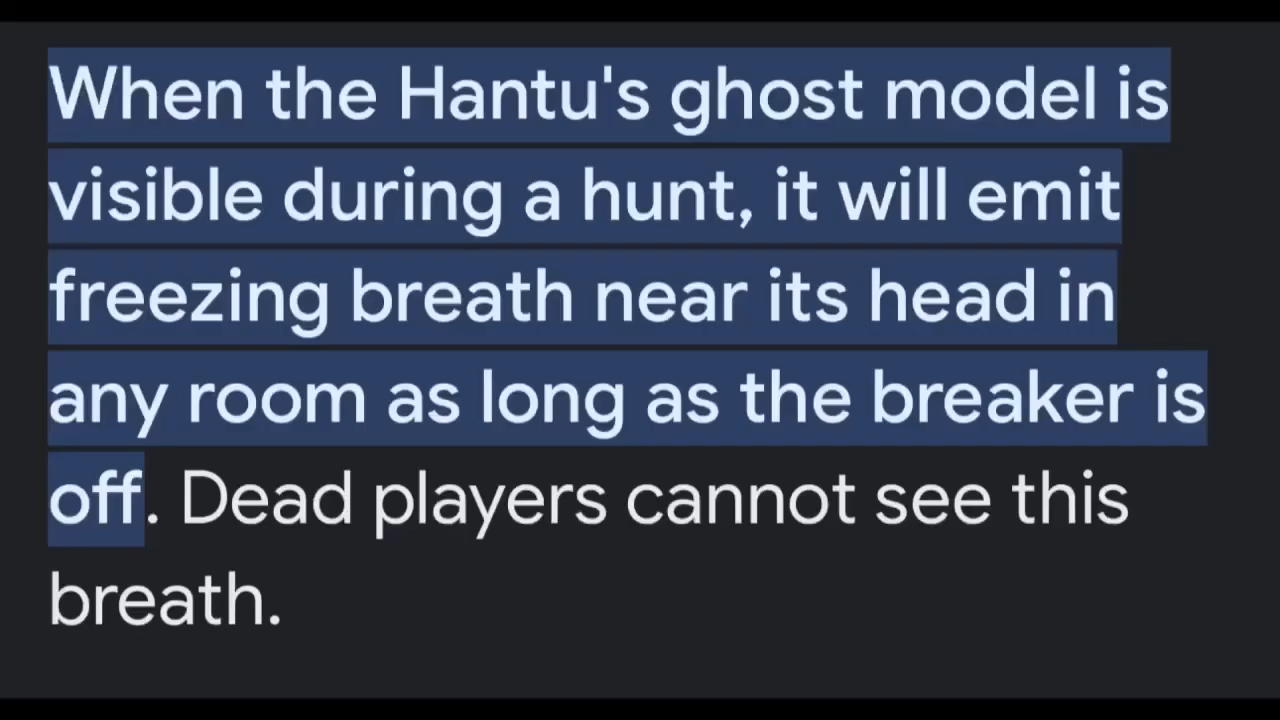 When the Hantu's ghost model is
visible during a hunt, it will emit
freezing breath near its head in
any room as long as the breaker is
off. Dead players cannot see this
breath.